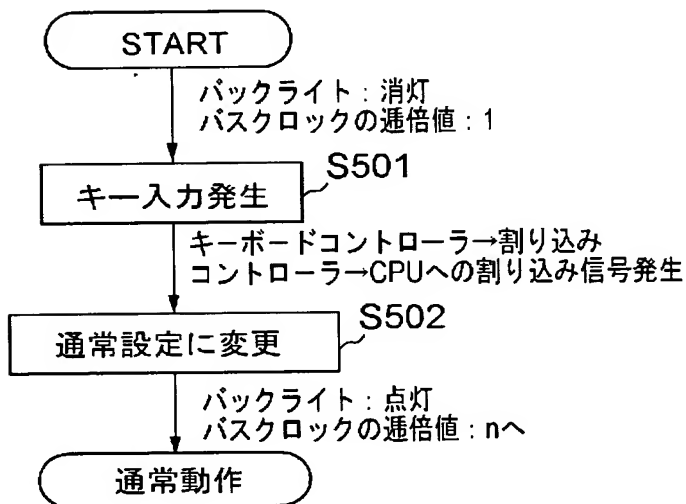 START
バックライト：消灯
バスクロックの逓倍値：1
S501
キー入力発生
キーボードコントローラ→割り込み
コントローラ→CPUへの割り込み信号発生
S502
通常設定に変更
バックライト：点灯
バスクロックの逓倍値：nへ
通常動作